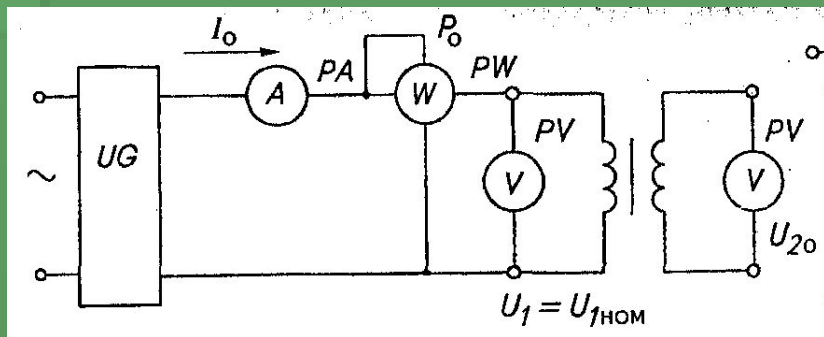 I₀
P₀
PA
PW
A
W
UG
~
PV
PV
V
V
U₂₀
U₁ = U₁ном